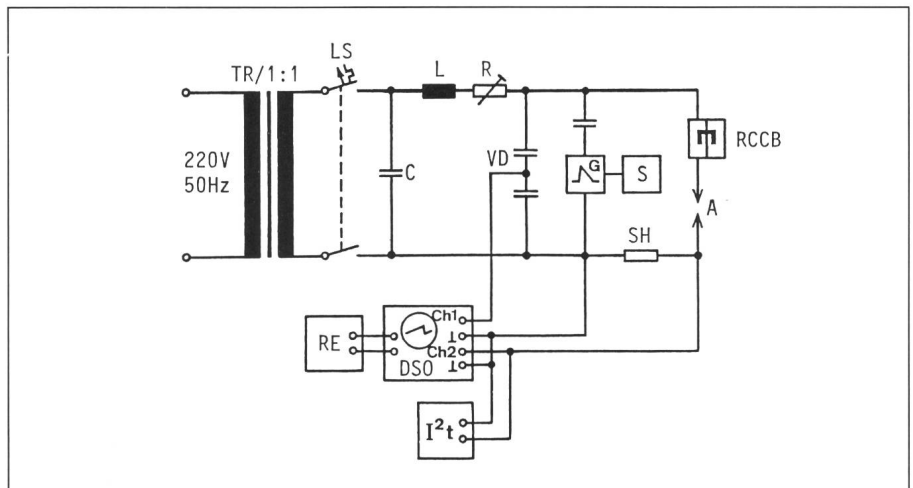 LS
TR/1:1
L
R
220V
50Hz
C
VD
G
S
RCCB
A
SH
RE
Ch1
Ch2
DSO
I²t